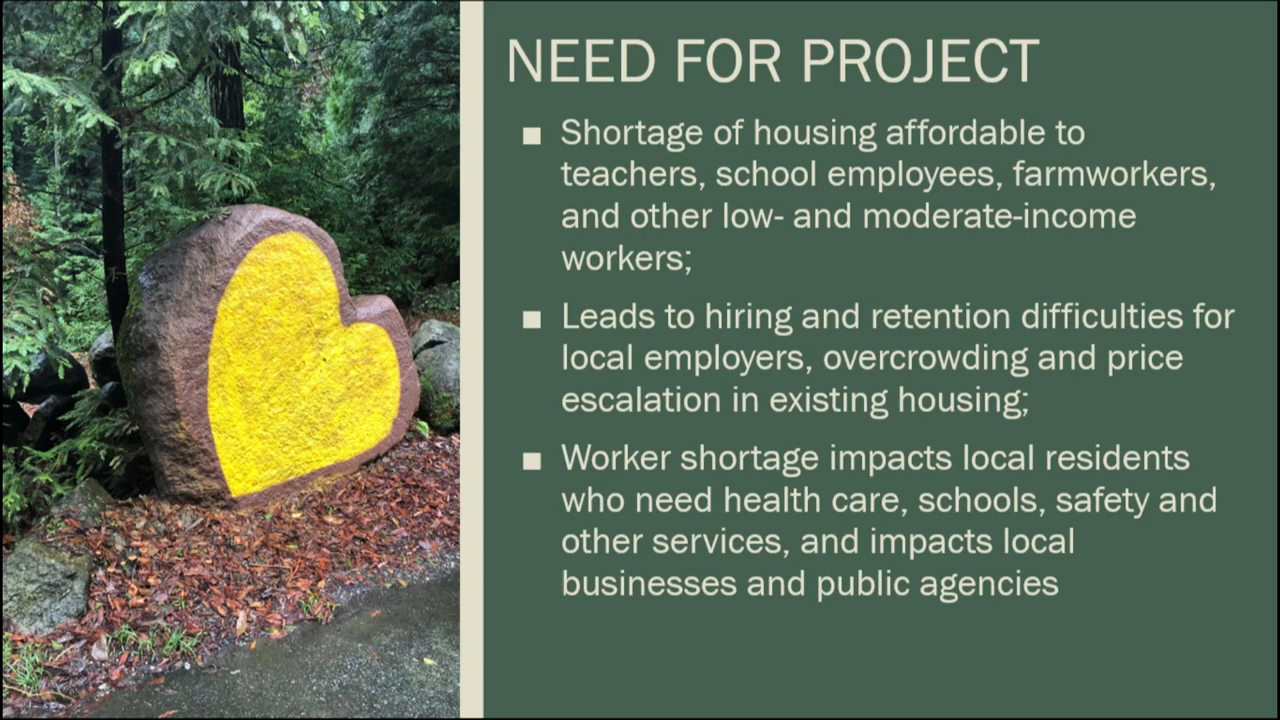 NEED FOR PROJECT
■ Shortage of housing affordable to
teachers, school employees, farmworkers,
and other low- and moderate-income
workers;
■ Leads to hiring and retention difficulties for
local employers, overcrowding and price
escalation in existing housing;
■ Worker shortage impacts local residents
who need health care, schools, safety and
other services, and impacts local
businesses and public agencies